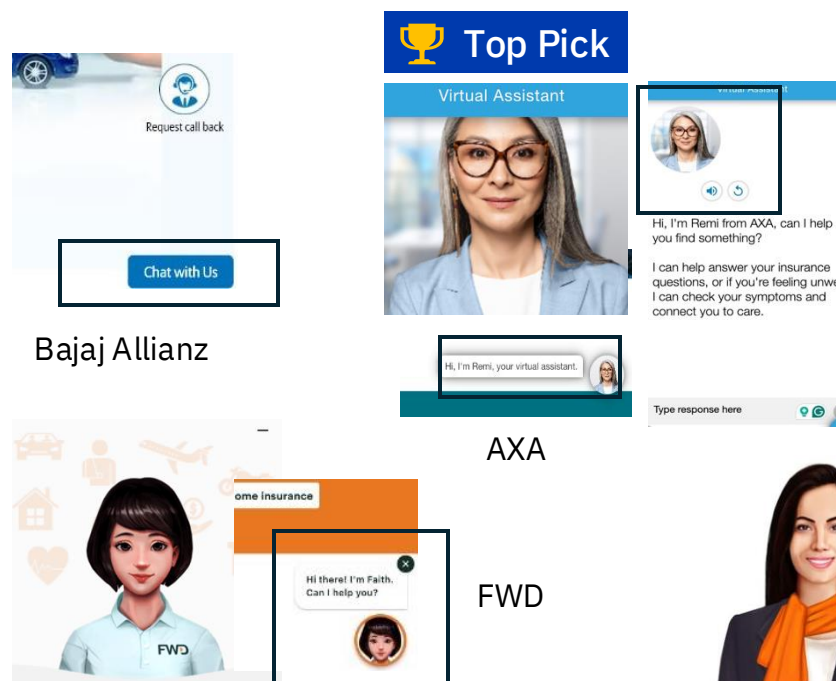 Top Pick
Request call back
Chat with Us
Bajaj Allianz
Virtual Assistant
Hi, I'm Remi, your virtual assistant.
AXA
Virtual Assistant
Hi, I'm Remi from AXA, can I help
you find something?
I can help answer your insurance
questions, or if you're feeling unwe
I can check your symptoms and
connect you to care.
Type response here
FWD
ome insurance
Hi there! I'm Faith.
Can I help you?
FWD